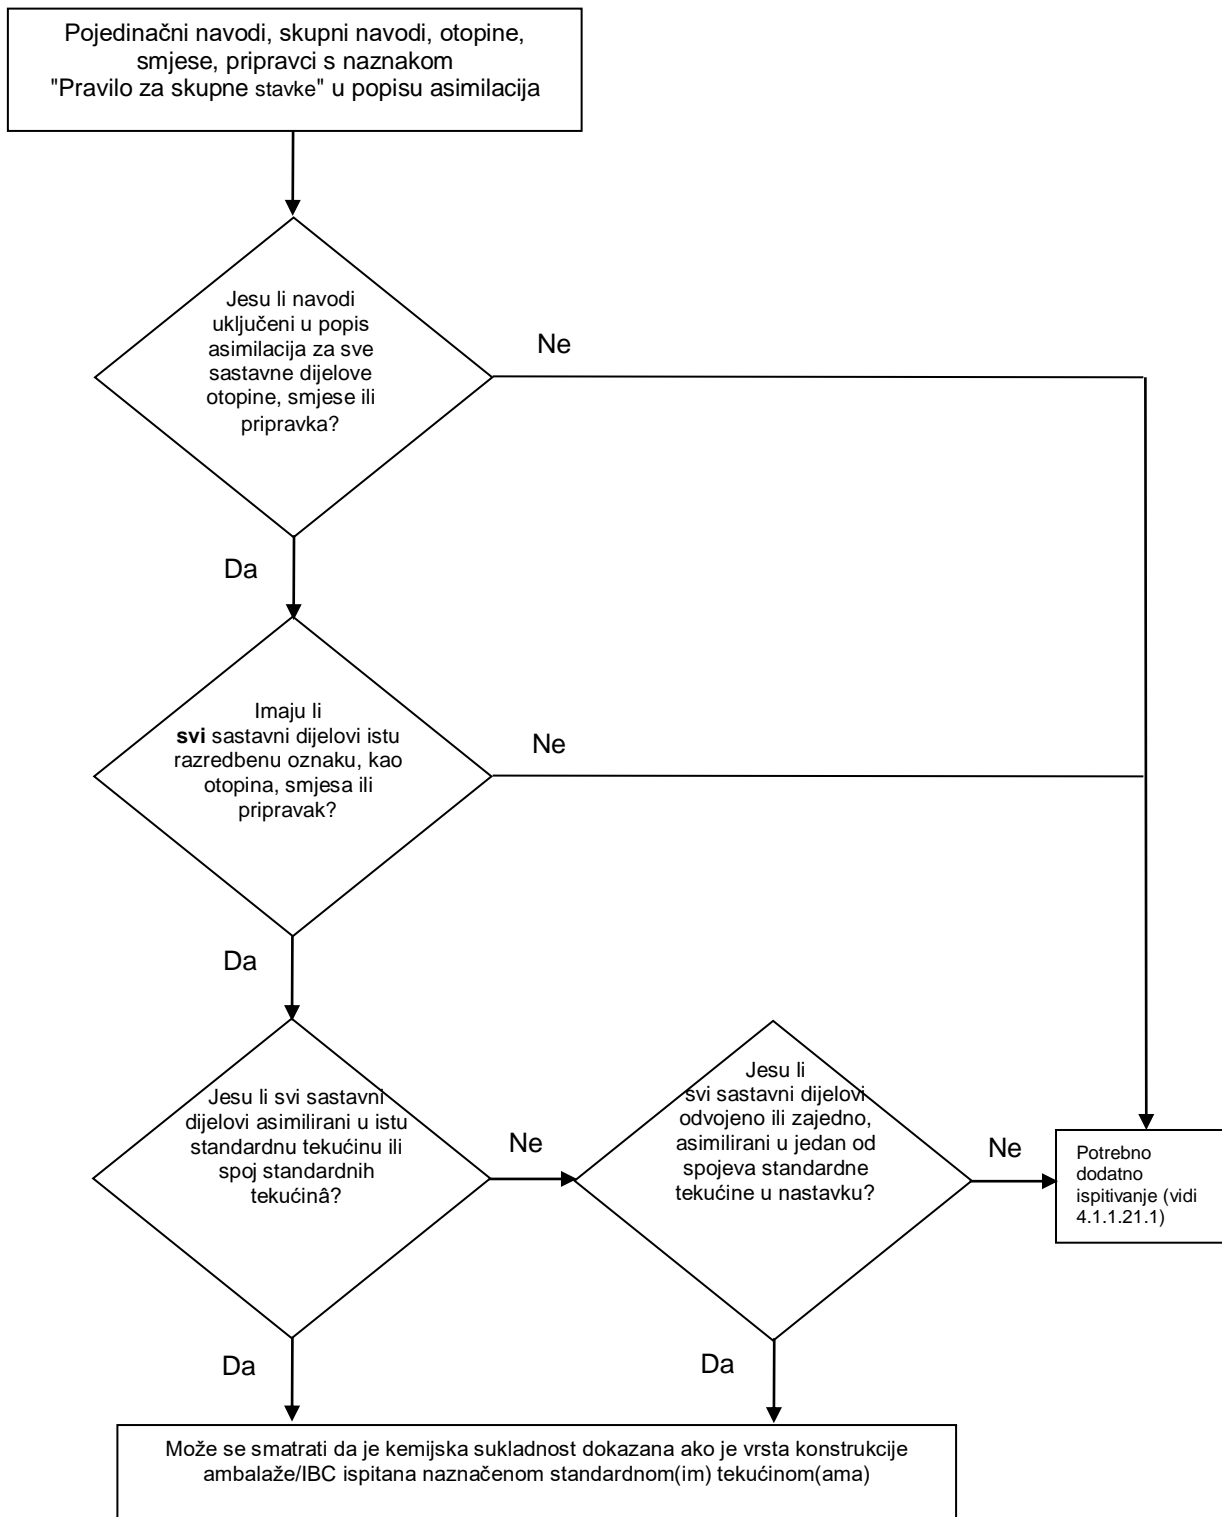 Pojedinačni navodi, skupni navodi, otopine,
smjese, pripravci s naznakom
"Pravilo za skupne stavke" u popisu asimilacija
Jesu li navodi
uključeni u popis
asimilacija za sve
sastavne dijelove
otopine, smjese ili
pripravka?
Ne
Da
Imaju li
svi sastavni dijelovi istu
razredbenu oznaku, kao
otopina, smjesa ili
pripravak?
Ne
Da
Jesu li svi sastavni
dijelovi asimilirani u istu
standardnu tekućinu ili
spoj standardnih
tekućinâ?
Ne
Jesu li
svi sastavni dijelovi
odvojeno ili zajedno,
asimilirani u jedan od
spojeva standardne
tekućine u nastavku?
Ne
Potrebno
dodatno
ispitivanje (vidi
4.1.1.21.1)
Da
Da
Može se smatrati da je kemijska sukladnost dokazana ako je vrsta konstrukcije
ambalaže/IBC ispitana naznačenom standardnom(im) tekućinom(ama)